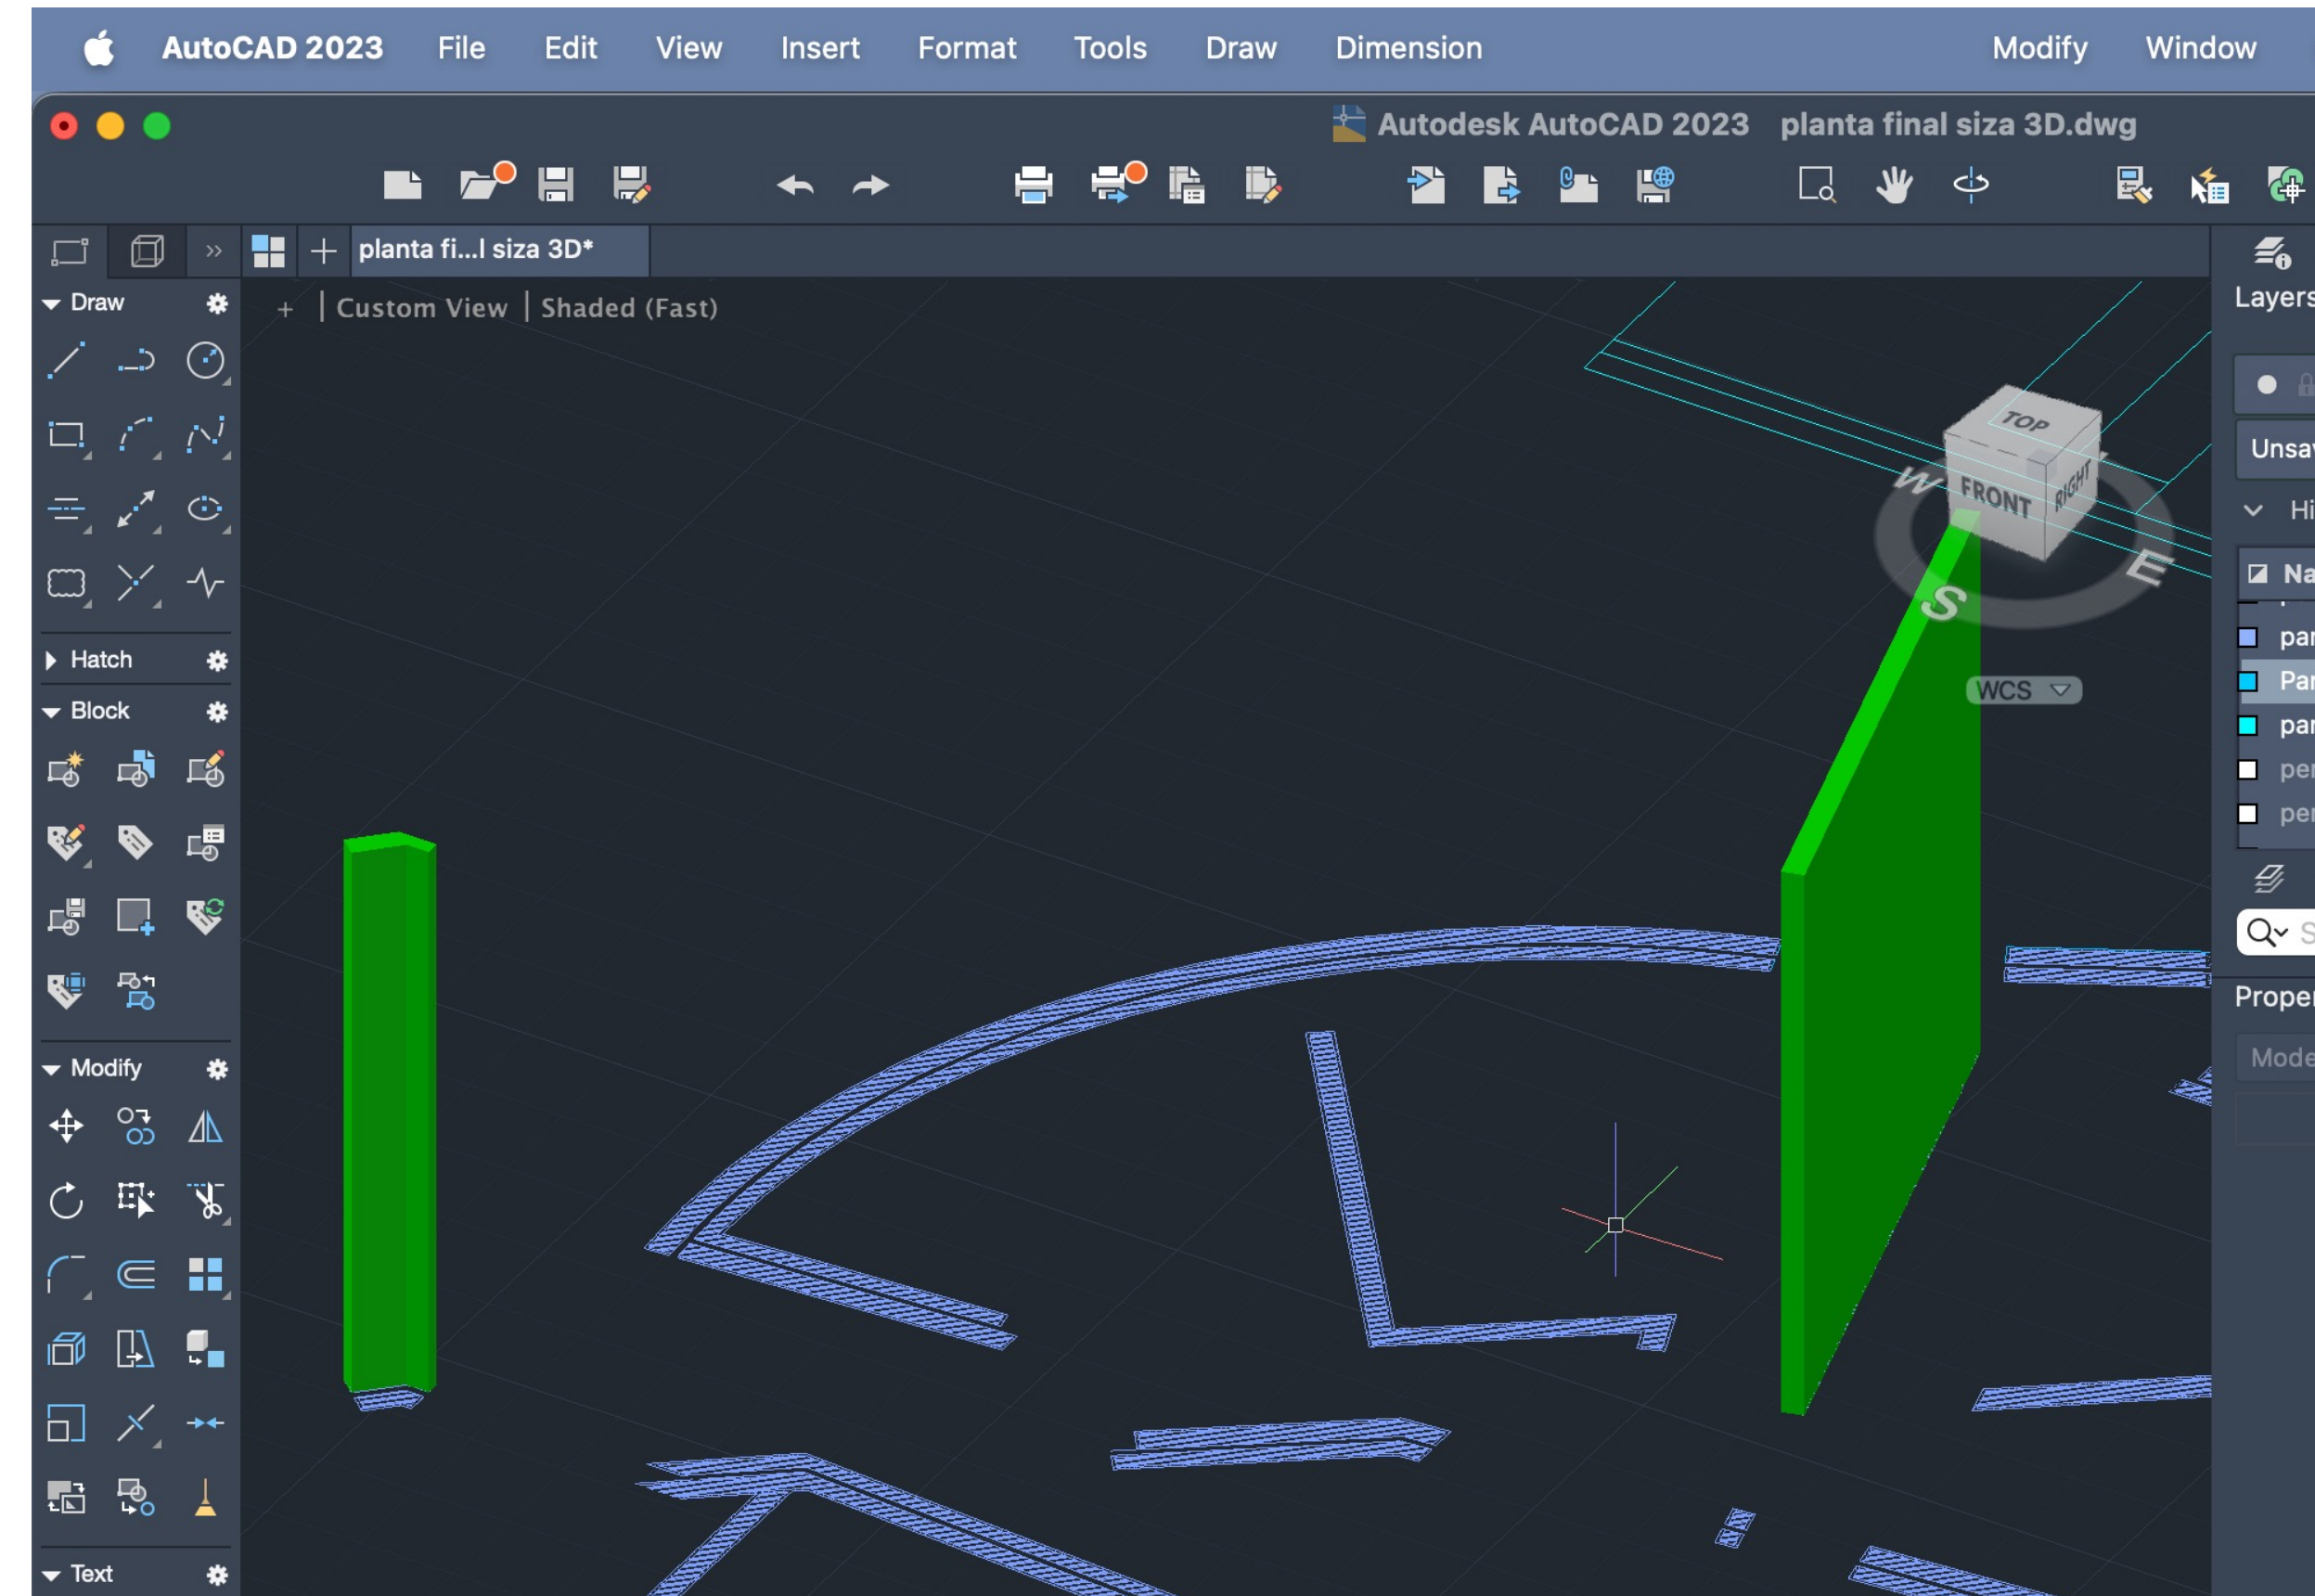 AutoCAD 2023 File Edit View Insert Format Tools Draw Dimension Modify Window
Autodesk AutoCAD 2023 planta final siza 3D.dwg
planta fi...l siza 3D*
Layers
Draw
+ | Custom View | Shaded (Fast)
TOP
FRONT
RIGHT
W
S
E
WCS
Unsav
Hi
Na
par
Par
par
per
per
S
Proper
Mode
Hatch
Block
Modify
Text